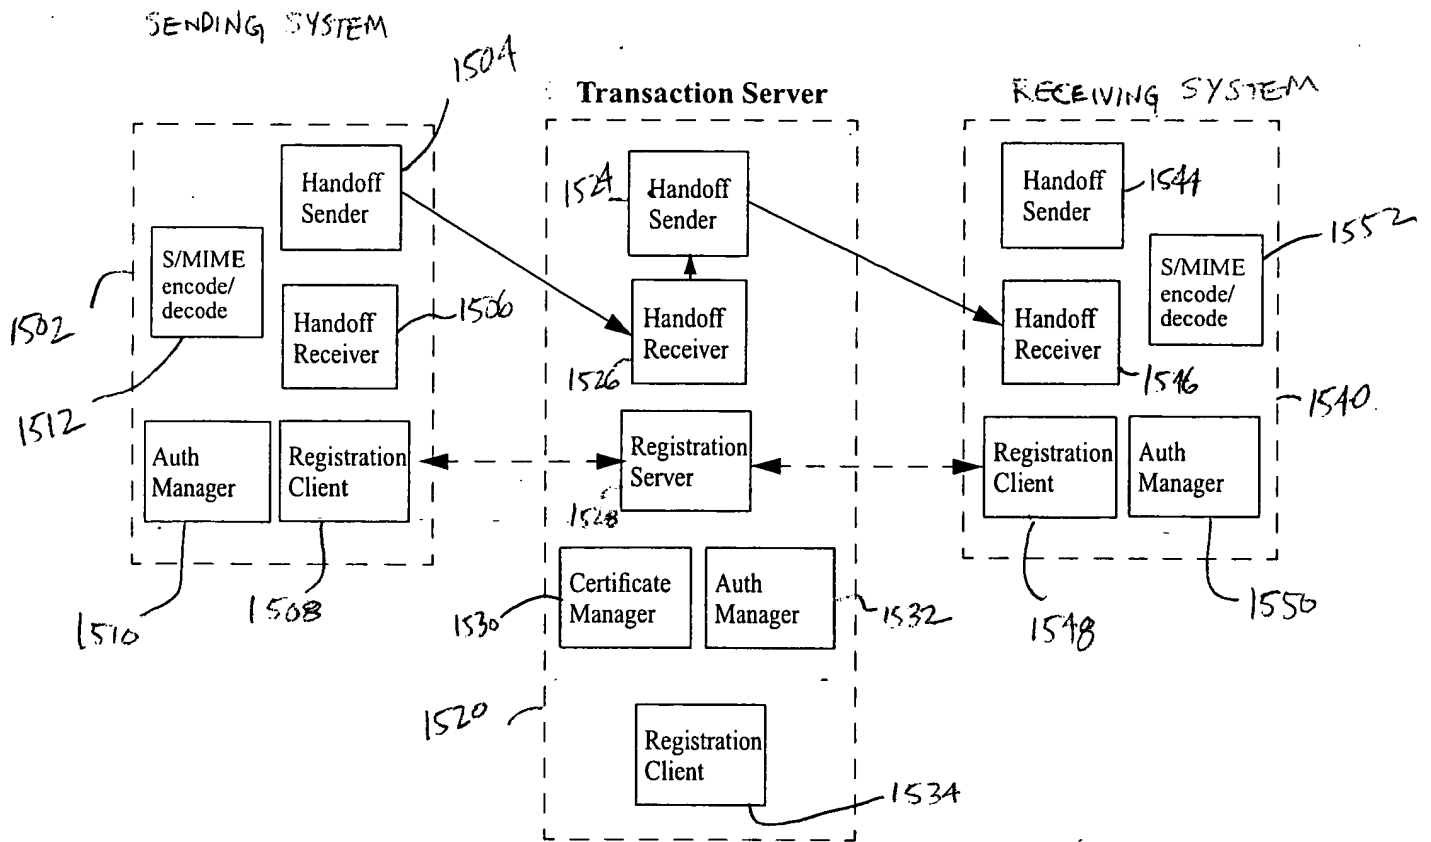 SENDING SYSTEM
1504
Transaction Server
RECEIVING SYSTEM
Handoff
Sender
1524
Handoff
Sender
Handoff
Sender
1544
1552
S/MIME
encode/
decode
S/MIME
encode/
decode
1502
Handoff
Receiver
1506
Handoff
Receiver
1526
Handoff
Receiver
1546
1540
1512
Auth
Manager
Registration
Client
Registration
Server
1528
Registration
Client
Auth
Manager
1510
1508
1530
Certificate
Manager
Auth
Manager
1532
1548
1550
1520
Registration
Client
1534